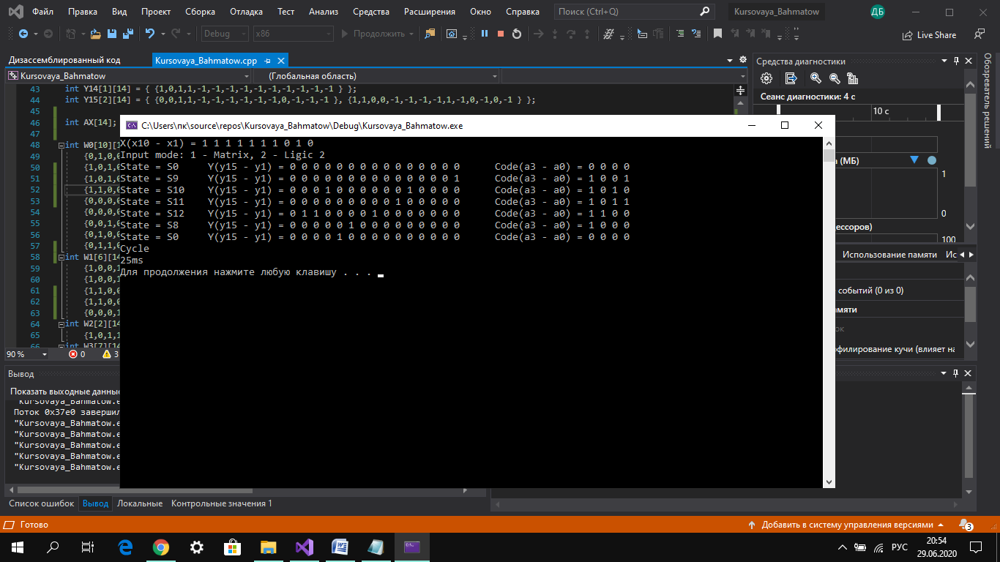 Файл Правка Вид Проект Сборка Отладка Тест Анализ Средства Расширения Окно Справка Поиск (Ctrl+Q) Kursovaya_Bahmatow ДБ
Debug x86 Продолжить Live Share
Дизассемблированный код Kursovaya_Bahmatow.cpp Средства диагностики
Kursovaya_Bahmatow (Глобальная область)
Обозреватель решений
Сеанс диагностики: 4 с
10 с
43 int Y14[1][14] = { {1,0,1,1,-1,-1,-1,-1,-1,-1,-1,-1,-1,-1 } };
44 int Y15[2][14] = { {0,0,1,1,-1,-1,-1,-1,-1,0,-1,-1,-1 }, {1,1,0,0,-1,-1,-1,-1,1,-1,0,-1,0,-1 } };
45
46 int AX[14];
47
48 int W0[10][1
49 {0,1,0,0
50 {1,0,1,0
51 {1,0,1,0
52 {1,1,0,0
53 {0,0,0,0
54 {0,0,0,0
55 {0,0,1,0
56 {0,1,0,0
57 {0,1,1,0
58 int W1[6][14
59 {1,0,0,0
60 {1,0,0,1
61 {1,1,0,0
62 {1,1,0,0
63 {0,0,0,1
64 int W2[2][14
65 {1,0,1,1
66 int W3[7][14
C:\Users\пк\source\repos\Kursovaya_Bahmatow\Debug\Kursovaya_Bahmatow.exe
X(x10 - x1) = 1 1 1 1 1 1 1 0 1 0
Input mode: 1 - Matrix, 2 - Ligic 2
State = S0 Y(y15 - y1) = 0 0 0 0 0 0 0 0 0 0 0 0 0 0 0 Code(a3 - a0) = 0 0 0 0
State = S9 Y(y15 - y1) = 0 0 0 0 0 0 0 0 0 0 0 0 0 0 1 Code(a3 - a0) = 1 0 0 1
State = S10 Y(y15 - y1) = 0 0 0 1 0 0 0 0 0 0 1 0 0 0 0 Code(a3 - a0) = 1 0 1 0
State = S11 Y(y15 - y1) = 0 0 0 0 0 0 0 0 0 1 0 0 0 0 0 Code(a3 - a0) = 1 0 1 1
State = S12 Y(y15 - y1) = 0 1 1 0 0 0 0 1 0 0 0 0 0 0 0 Code(a3 - a0) = 1 1 0 0
State = S8 Y(y15 - y1) = 0 0 0 0 0 1 0 0 0 0 0 0 0 0 0 Code(a3 - a0) = 1 0 0 0
State = S0 Y(y15 - y1) = 0 0 0 0 1 0 0 0 0 0 0 0 0 0 0 Code(a3 - a0) = 0 0 0 0
Cycle
25ms
Для продолжения нажмите любую клавишу . . .
(МБ)
1
0
100
Использование памяти Ис
событий (0 из 0)
филирование кучи (влияет на
90 % 0 3
Вывод
Показать выходные данные
"Kursovaya_Bahmatow.e
Поток 0x37e0 завершил
"Kursovaya_Bahmatow.e
"Kursovaya_Bahmatow.e
"Kursovaya_Bahmatow.e
"Kursovaya_Bahmatow.e
"Kursovaya_Bahmatow.e
Список ошибок Вывод Локальные Контрольные значения 1
Готово Добавить в систему управления версиями 3
РУС 20:54
29.06.2020